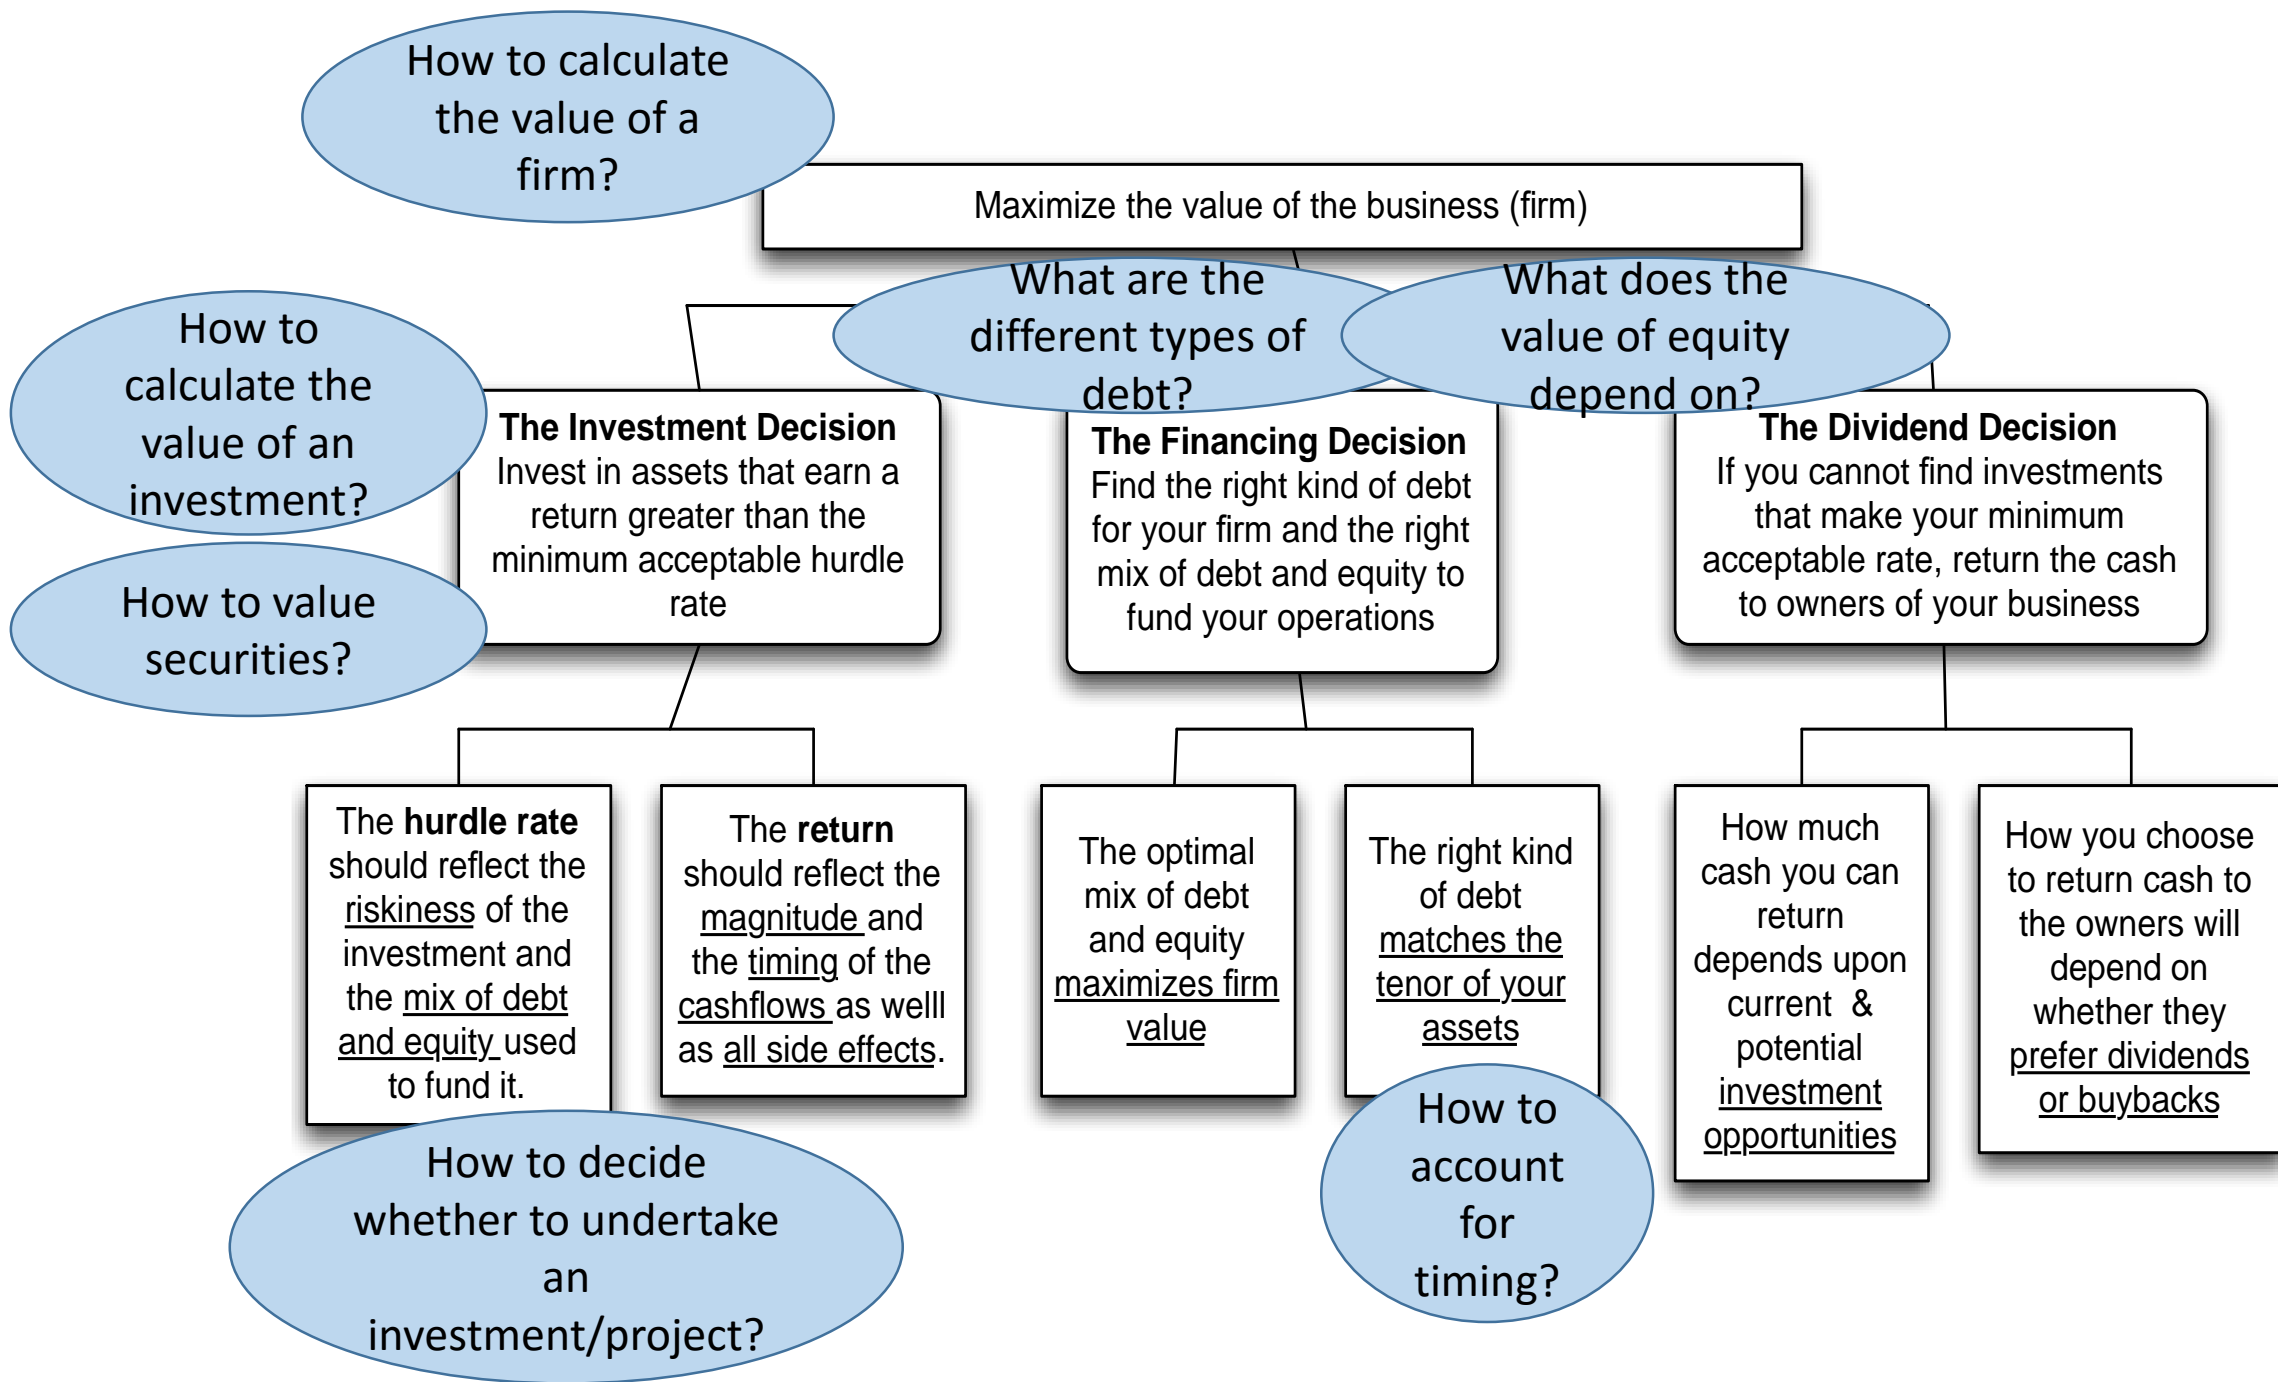 How to calculate
the value of a
firm?
Maximize the value of the business (firm)
What are the
different types of
debt?
What does the
value of equity
depend on?
How to
calculate the
value of an
investment?
How to value
securities?
The Investment Decision
Invest in assets that earn a
return greater than the
minimum acceptable hurdle
rate
The Financing Decision
Find the right kind of debt
for your firm and the right
mix of debt and equity to
fund your operations
The Dividend Decision
If you cannot find investments
that make your minimum
acceptable rate, return the cash
to owners of your business
The hurdle rate
should reflect the
riskiness of the
investment and
the mix of debt
and equity used
to fund it.
The return
should reflect the
magnitude and
the timing of the
cashflows as welll
as all side effects.
The optimal
mix of debt
and equity
maximizes firm
value
The right kind
of debt
matches the
tenor of your
assets
How much
cash you can
return
depends upon
current &
potential
investment
opportunities
How you choose
to return cash to
the owners will
depend on
whether they
prefer dividends
or buybacks
How to decide
whether to undertake
an
investment/project?
How to
account
for
timing?